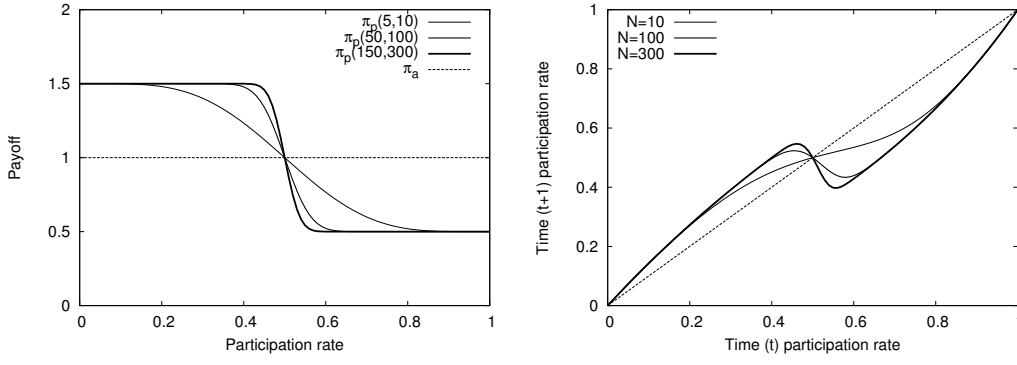 2
1.5
1
0.5
0
0 0.2 0.4 0.6 0.8 1
Payoff
Participation rate
πp(5,10)
πp(50,100)
πp(150,300)
πa
1
0.8
0.6
0.4
0.2
0
0 0.2 0.4 0.6 0.8 1
Time (t+1) participation rate
Time (t) participation rate
N=10
N=100
N=300